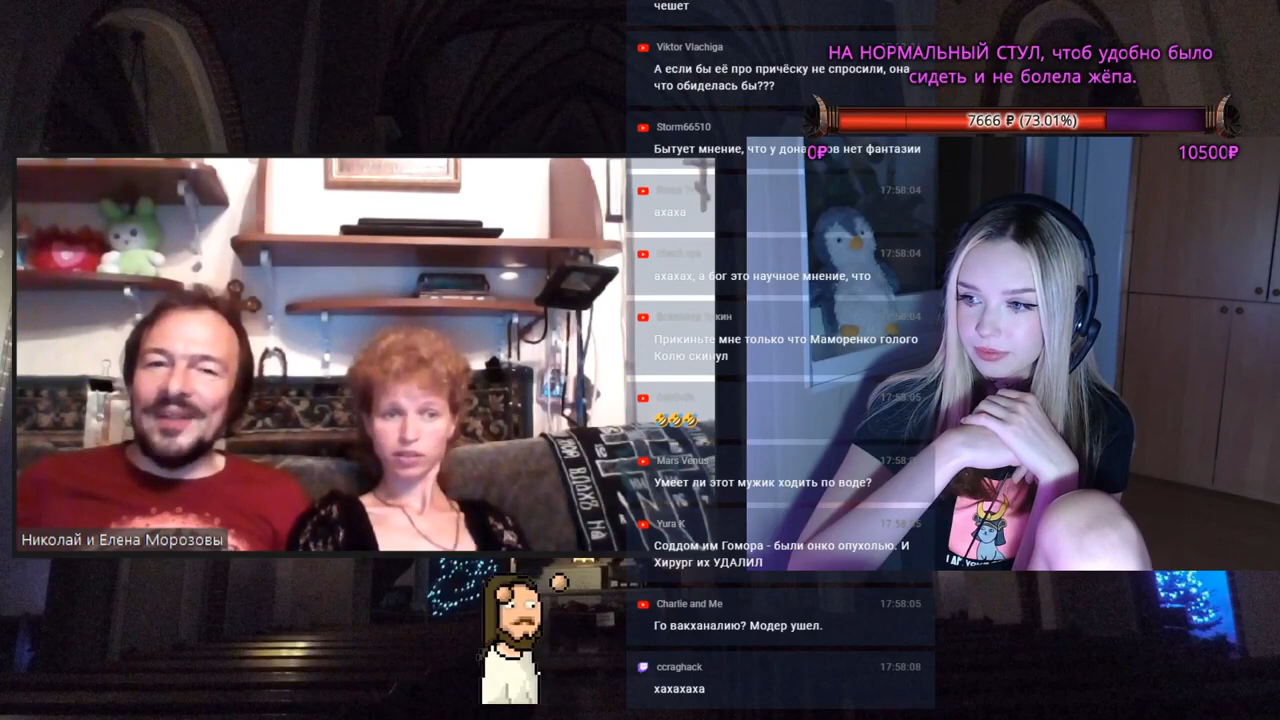 чешет
Viktor Vlachiga
А если бы её про причёску не спросили, она
что обиделась бы???
Storm66510
Бытует мнение, что у дона ов нет фантазии
17:58:04
ахаха
17:58:04
ахахах, а бог это научное мнение, что
58:04
Прикиньте мне только что Маморенко голого
Колю скинул
17:58:05
🤣🤣🤣
Mars Venus
Умеет ли этот мужик ходить по воде?
Yura K
17:58:05
Соддом им Гомора - были онко опухолью. И
Хирург их УДАЛИЛ
Charlie and Me
17:58:05
Го вакханалию? Модер ушел.
ccraghack
17:58:08
хахахаха
НА НОРМАЛЬНЫЙ СТУЛ, чтоб удобно было
сидеть и не болела жёпа.
7666 ₽ (73.01%)
0₽
10500₽
Николай и Елена Морозовы